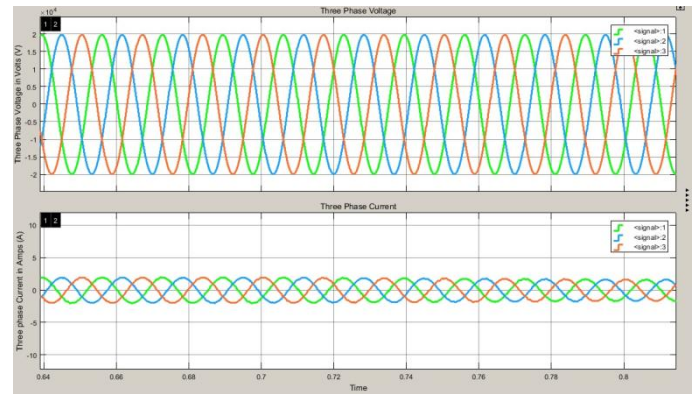 Three Phase Voltage
×10⁴
1 2
<signal>:1
<signal>:2
<signal>:3
Three Phase Voltage in Volts (V)
2
1.5
1
0.5
0
-0.5
-1
-1.5
-2
Three Phase Current
1 2
<signal>:1
<signal>:2
<signal>:3
Three phase Current in Amps (A)
10
5
0
-5
-10
0.64 0.66 0.68 0.7 0.72 0.74 0.76 0.78 0.8
Time